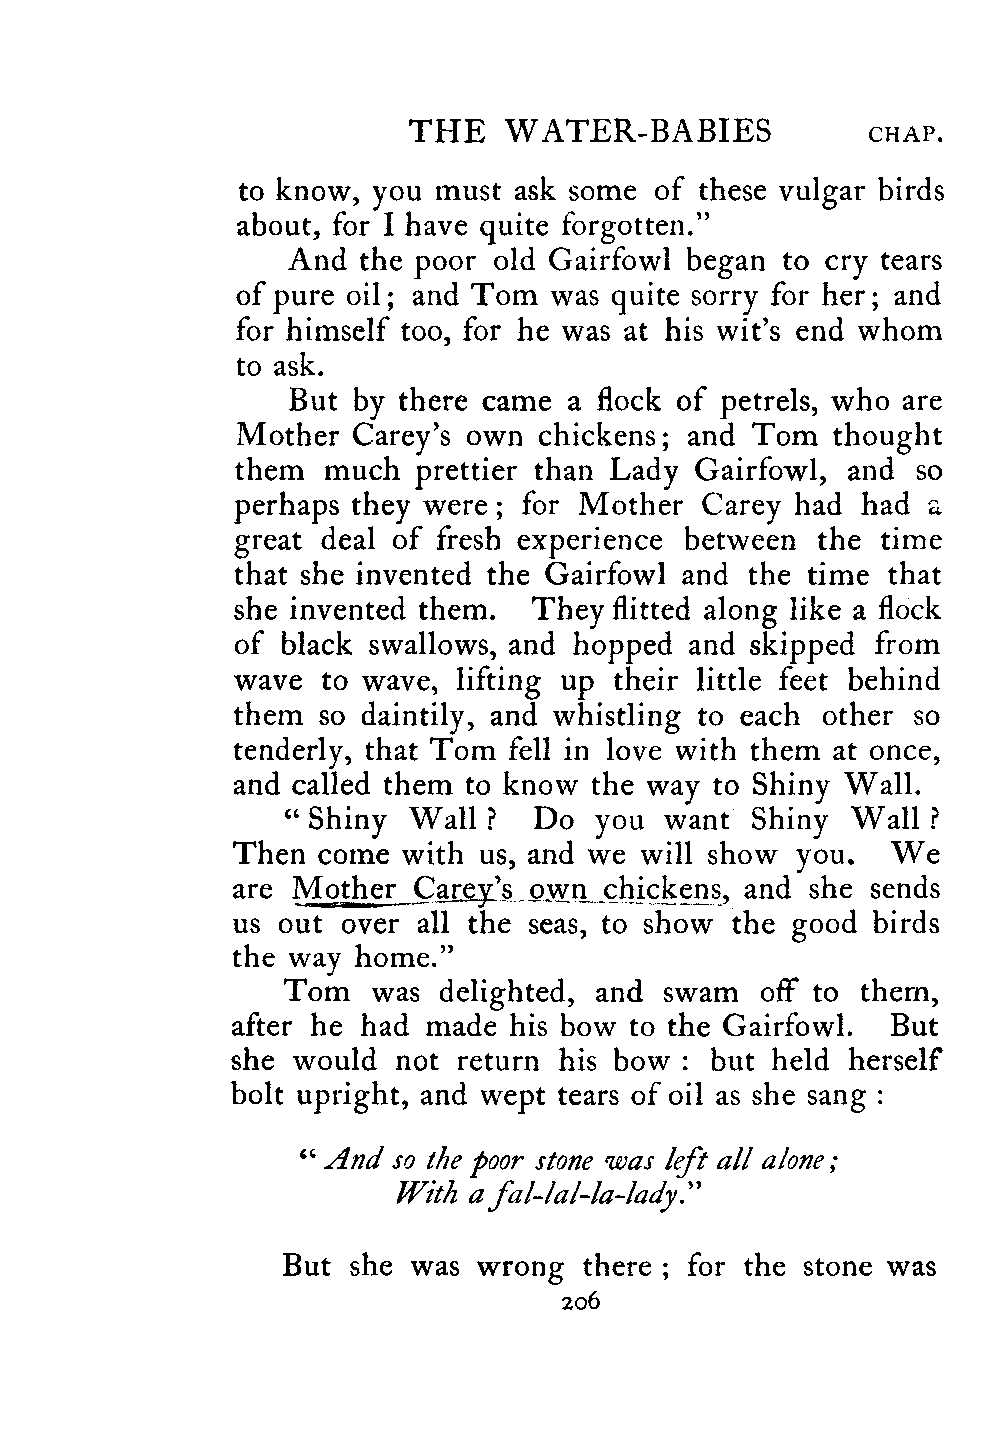 THE WATER-BABIES CHAP.
to know, you must ask some of these vulgar birds
about, for I have quite forgotten."
And the poor old Gairfowl began to cry tears
of pure oil; and Tom was quite sorry for her; and
for himself too, for he was at his wit's end whom
to ask.
But by there came a flock of petrels, who are
Mother Carey's own chickens; and Tom thought
them much prettier than Lady Gairfowl, and so
perhaps they were; for Mother Carey had had a
great deal of fresh experience between the time
that she invented the Gairfowl and the time that
she invented them. They flitted along like a flock
of black swallows, and hopped and skipped from
wave to wave, lifting up their little feet behind
them so daintily, and whistling to each other so
tenderly, that Tom fell in love with them at once,
and called them to know the way to Shiny Wall.
"Shiny Wall? Do you want Shiny Wall?
Then come with us, and we will show you. We
are Mother Carey's own chickens, and she sends
us out over all the seas, to show the good birds
the way home."
Tom was delighted, and swam off to them,
after he had made his bow to the Gairfowl. But
she would not return his bow: but held herself
bolt upright, and wept tears of oil as she sang:
"And so the poor stone was left all alone;
With a fal-lal-la-lady."
But she was wrong there; for the stone was
206